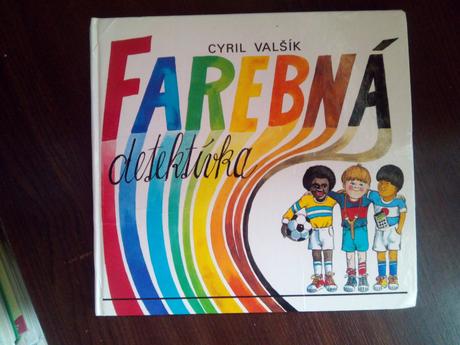 CYRIL VALŠÍK
FAREBNÁ
detektívka